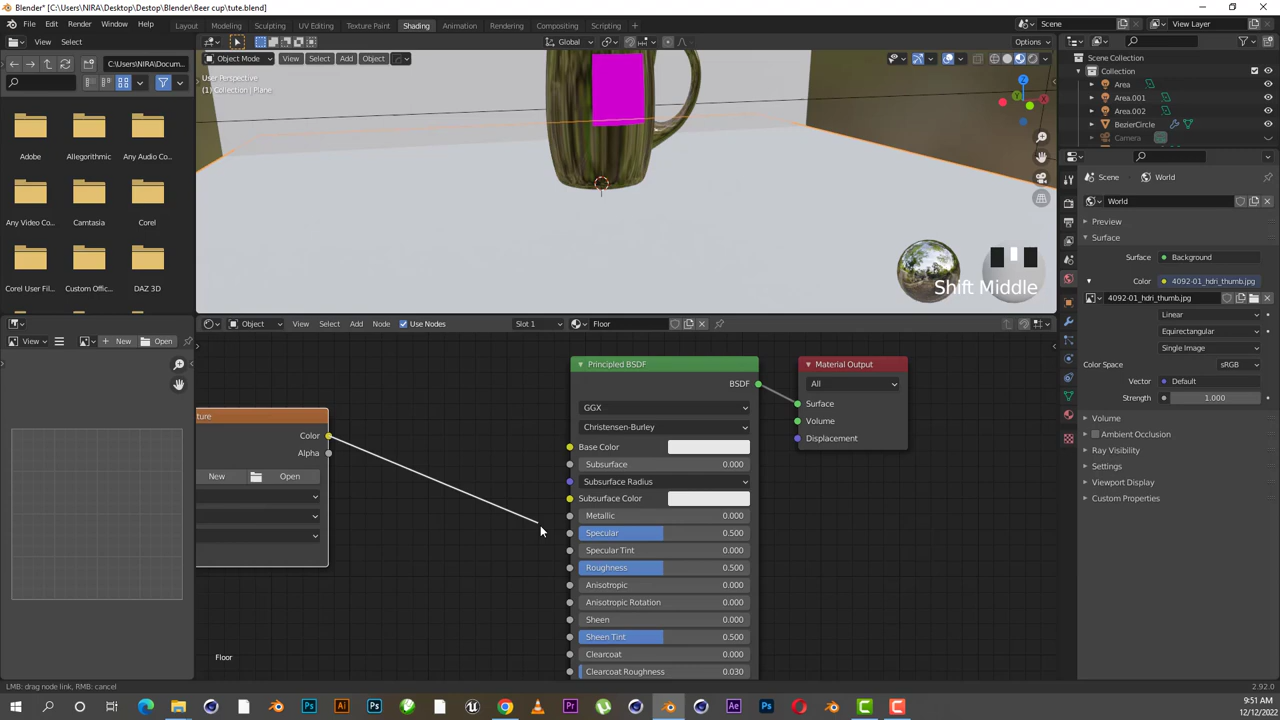 Blender* [C:\Users\NIRA\Desktop\Destop\Blender\Beer cup\tute.blend]
File Edit Render Window Help Layout Modeling Sculpting UV Editing Texture Paint Shading Animation Rendering Compositing Scripting Scene View Layer
View Select Global Options
C:\Users\NIRA\Docum... Object Mode View Select Add Object Scene Collection
User Perspective
(1) Collection | Plane
Collection
Area
Area.001
Area.002
BezierCircle
Camera
Adobe Allegorithmic Any Audio Co...
Any Video Co... Camtasia Corel
Corel User Fil... Custom Offic... DAZ 3D
Z
Y
X
Shift Middle
Scene World
World
Preview
Surface
Surface Background
Color 4092-01_hdri_thumb.jpg
4092-01_hdri_thumb.jpg
Linear
Equirectangular
Single Image
Color Space sRGB
Vector Default
Strength 1.000
Volume
Ambient Occlusion
Ray Visibility
Settings
Viewport Display
Custom Properties
Object View Select Add Node Use Nodes Slot 1 Floor
View New Open
ture
Color
Alpha
New Open
Principled BSDF
BSDF
GGX
Christensen-Burley
Base Color
Subsurface 0.000
Subsurface Radius
Subsurface Color
Metallic 0.000
Specular 0.500
Specular Tint 0.000
Roughness 0.500
Anisotropic 0.000
Anisotropic Rotation 0.000
Sheen 0.000
Sheen Tint 0.500
Clearcoat 0.000
Clearcoat Roughness 0.030
Material Output
All
Surface
Volume
Displacement
Floor
LMB: drag node link, RMB: cancel 2.92.0
9:51 AM
12/12/2022